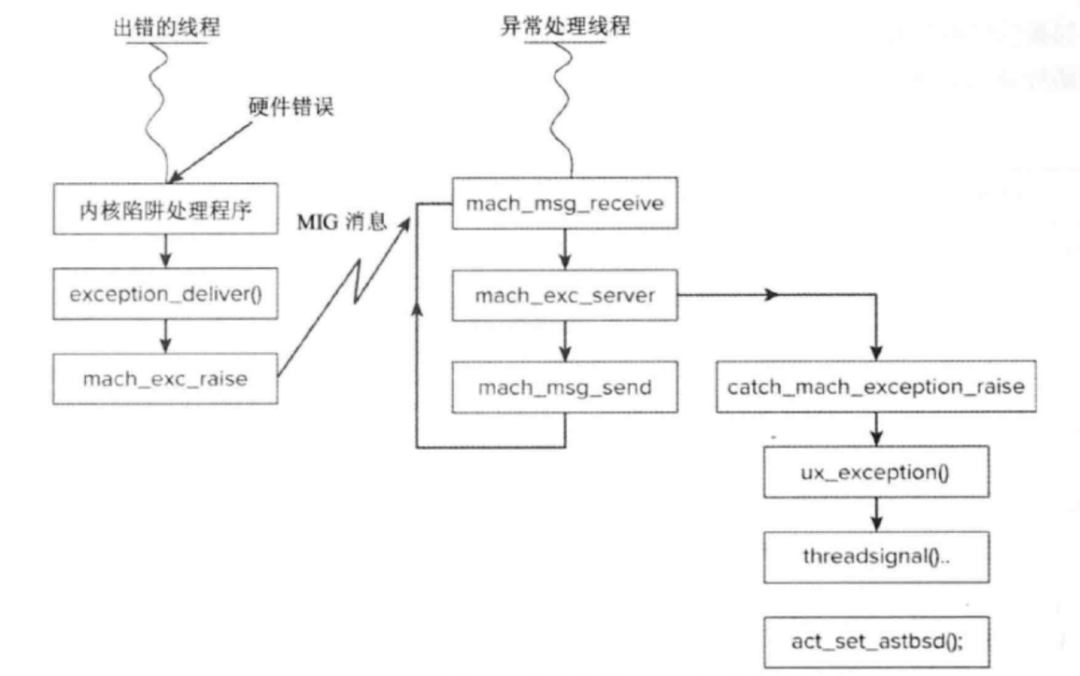 出错的线程
异常处理线程
硬件错误
内核陷阱处理程序
mach_msg_receive
MIG 消息
exception_deliver()
mach_exc_server
mach_exc_raise
mach_msg_send
catch_mach_exception_raise
ux_exception()
threadsignal()..
act_set_astbsd();